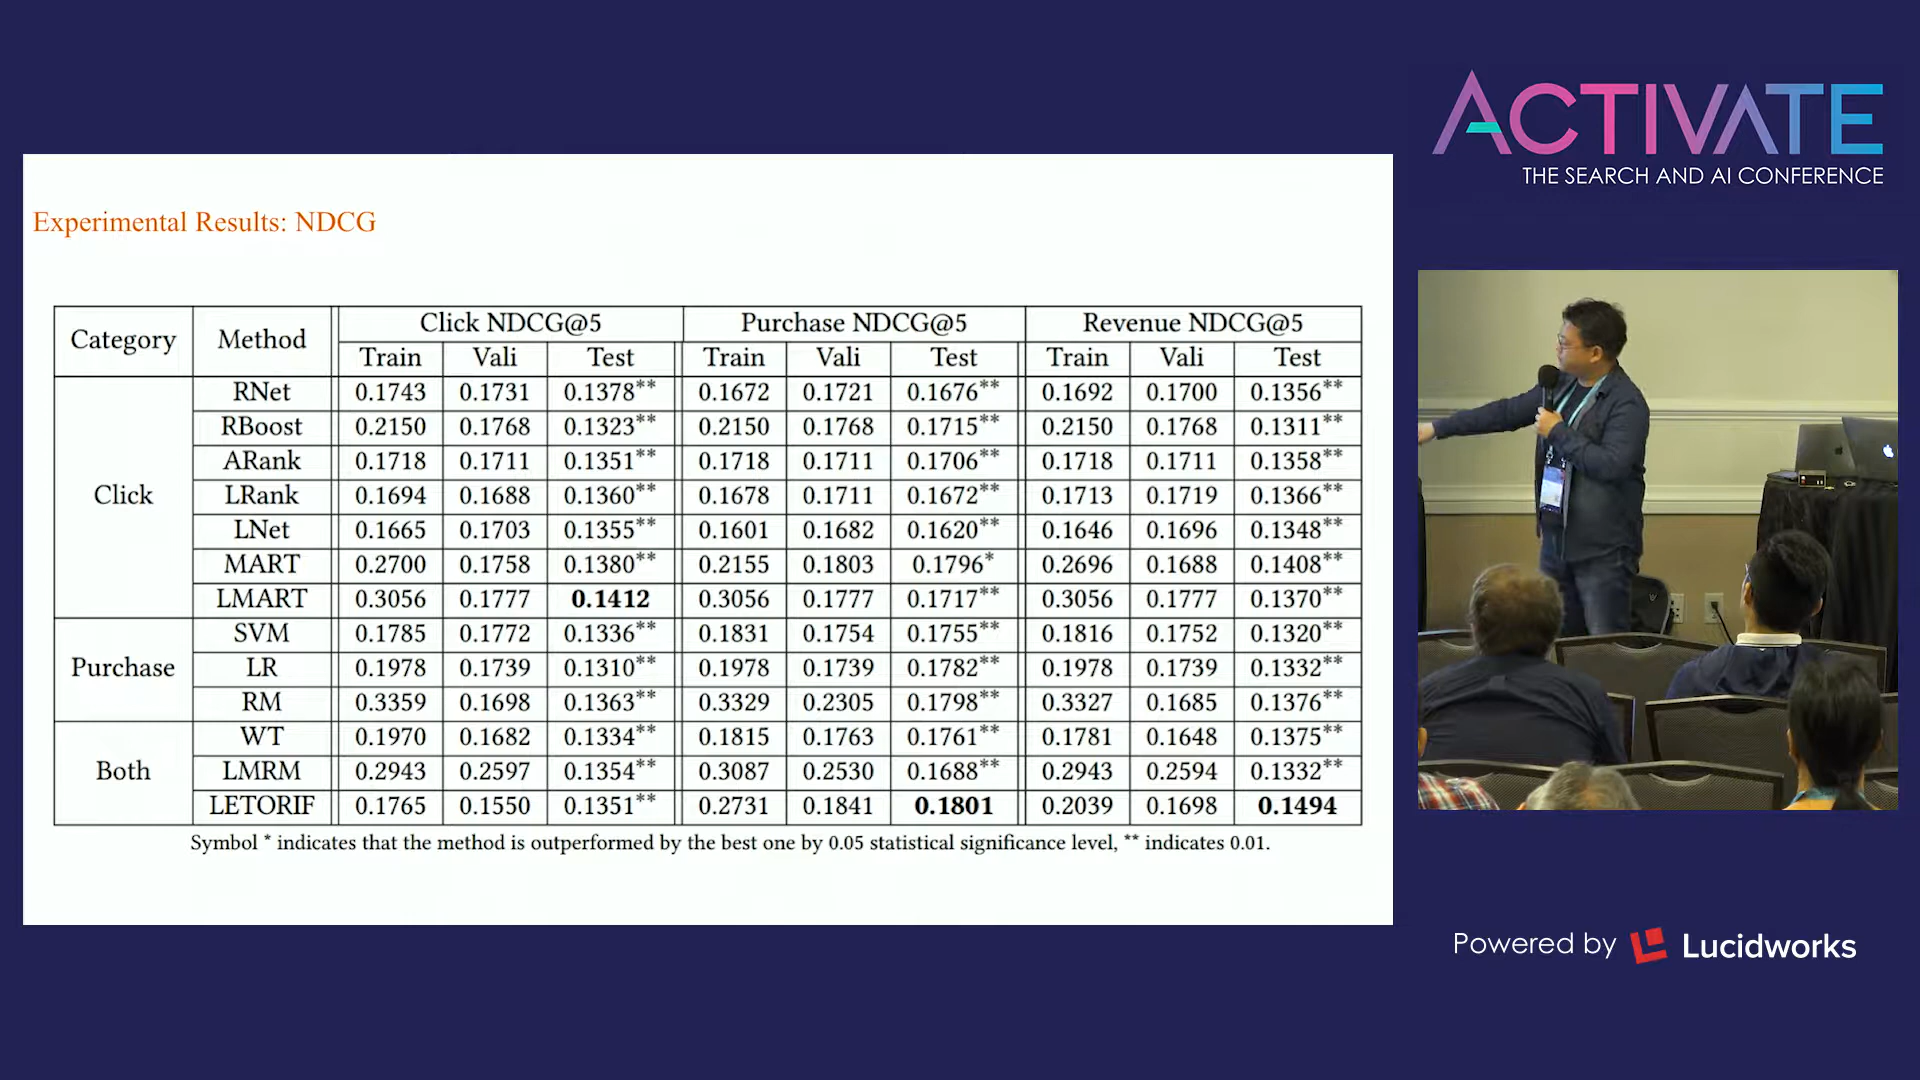 ACTIVATE
THE SEARCH AND AI CONFERENCE
Experimental Results: NDCG
Category Method Click NDCG@5 Purchase NDCG@5 Revenue NDCG@5
Train Vali Test Train Vali Test Train Vali Test
Click
RNet 0.1743 0.1731 0.1378** 0.1672 0.1721 0.1676** 0.1692 0.1700 0.1356**
RBoost 0.2150 0.1768 0.1323** 0.2150 0.1768 0.1715** 0.2150 0.1768 0.1311**
ARank 0.1718 0.1711 0.1351** 0.1718 0.1711 0.1706** 0.1718 0.1711 0.1358**
LRank 0.1694 0.1688 0.1360** 0.1678 0.1711 0.1672** 0.1713 0.1719 0.1366**
LNet 0.1665 0.1703 0.1355** 0.1601 0.1682 0.1620** 0.1646 0.1696 0.1348**
MART 0.2700 0.1758 0.1380** 0.2155 0.1803 0.1796* 0.2696 0.1688 0.1408**
LMART 0.3056 0.1777 0.1412 0.3056 0.1777 0.1717** 0.3056 0.1777 0.1370**
Purchase
SVM 0.1785 0.1772 0.1336** 0.1831 0.1754 0.1755** 0.1816 0.1752 0.1320**
LR 0.1978 0.1739 0.1310** 0.1978 0.1739 0.1782** 0.1978 0.1739 0.1332**
RM 0.3359 0.1698 0.1363** 0.3329 0.2305 0.1798** 0.3327 0.1685 0.1376**
Both
WT 0.1970 0.1682 0.1334** 0.1815 0.1763 0.1761** 0.1781 0.1648 0.1375**
LMRM 0.2943 0.2597 0.1354** 0.3087 0.2530 0.1688** 0.2943 0.2594 0.1332**
LETORIF 0.1765 0.1550 0.1351** 0.2731 0.1841 0.1801 0.2039 0.1698 0.1494
Symbol * indicates that the method is outperformed by the best one by 0.05 statistical significance level, ** indicates 0.01.
Powered by Lucidworks